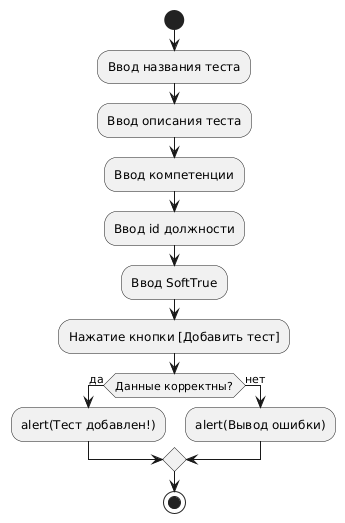 Ввод названия теста
Ввод описания теста
Ввод компетенции
Ввод id должности
Ввод SoftTrue
Нажатие кнопки [Добавить тест]
Данные корректны?
да
нет
alert(Тест добавлен!)
alert(Вывод ошибки)